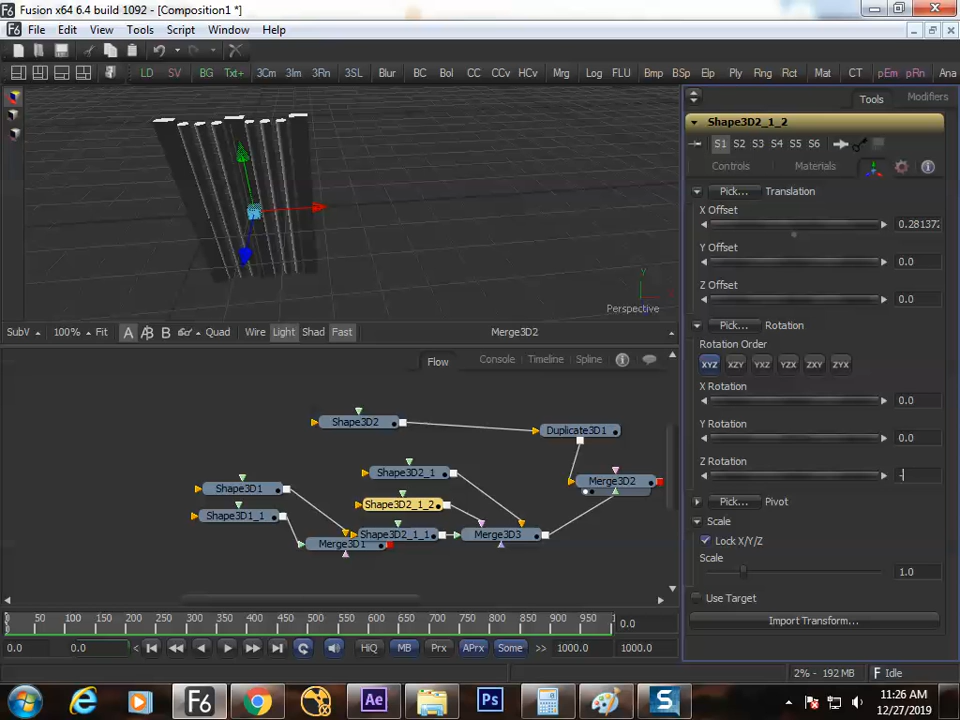 Fusion x64 6.4 build 1092 - [Composition1 *]
File Edit View Tools Script Window Help
LD SV BG Txt+ 3Cm 3Im 3Rn 3SL Blur BC Bol CC CCv HCv Mrg Log FLU Bmp BSp Elp Ply Rng Rct Mat CT pEm pRn Ana
Tools Modifiers
Shape3D2_1_2
S1 S2 S3 S4 S5 S6
Controls Materials
Pick... Translation
X Offset
0.281372
Y Offset
0.0
Z Offset
0.0
Pick... Rotation
Rotation Order
XYZ XZY YXZ YZX ZXY ZYX
X Rotation
0.0
Y Rotation
0.0
Z Rotation
-
Pick... Pivot
Scale
Lock X/Y/Z
Scale
1.0
Use Target
Import Transform...
Y
Perspective
SubV 100% Fit A A B Quad Wire Light Shad Fast Merge3D2
Flow Console Timeline Spline
Shape3D2
Duplicate3D1
Shape3D2_1
Merge3D2
Shape3D1
Shape3D2_1_2
Shape3D1_1
Shape3D2_1_1
Merge3D3
Merge3D1
0 50 100 150 200 250 300 350 400 450 500 550 600 650 700 750 800 850 900 950 0.0
0.0 0.0 HiQ MB Prx APrx Some >> 1000.0 1000.0
2% - 192 MB Idle
F6 Ae Ps S
11:26 AM
12/27/2019